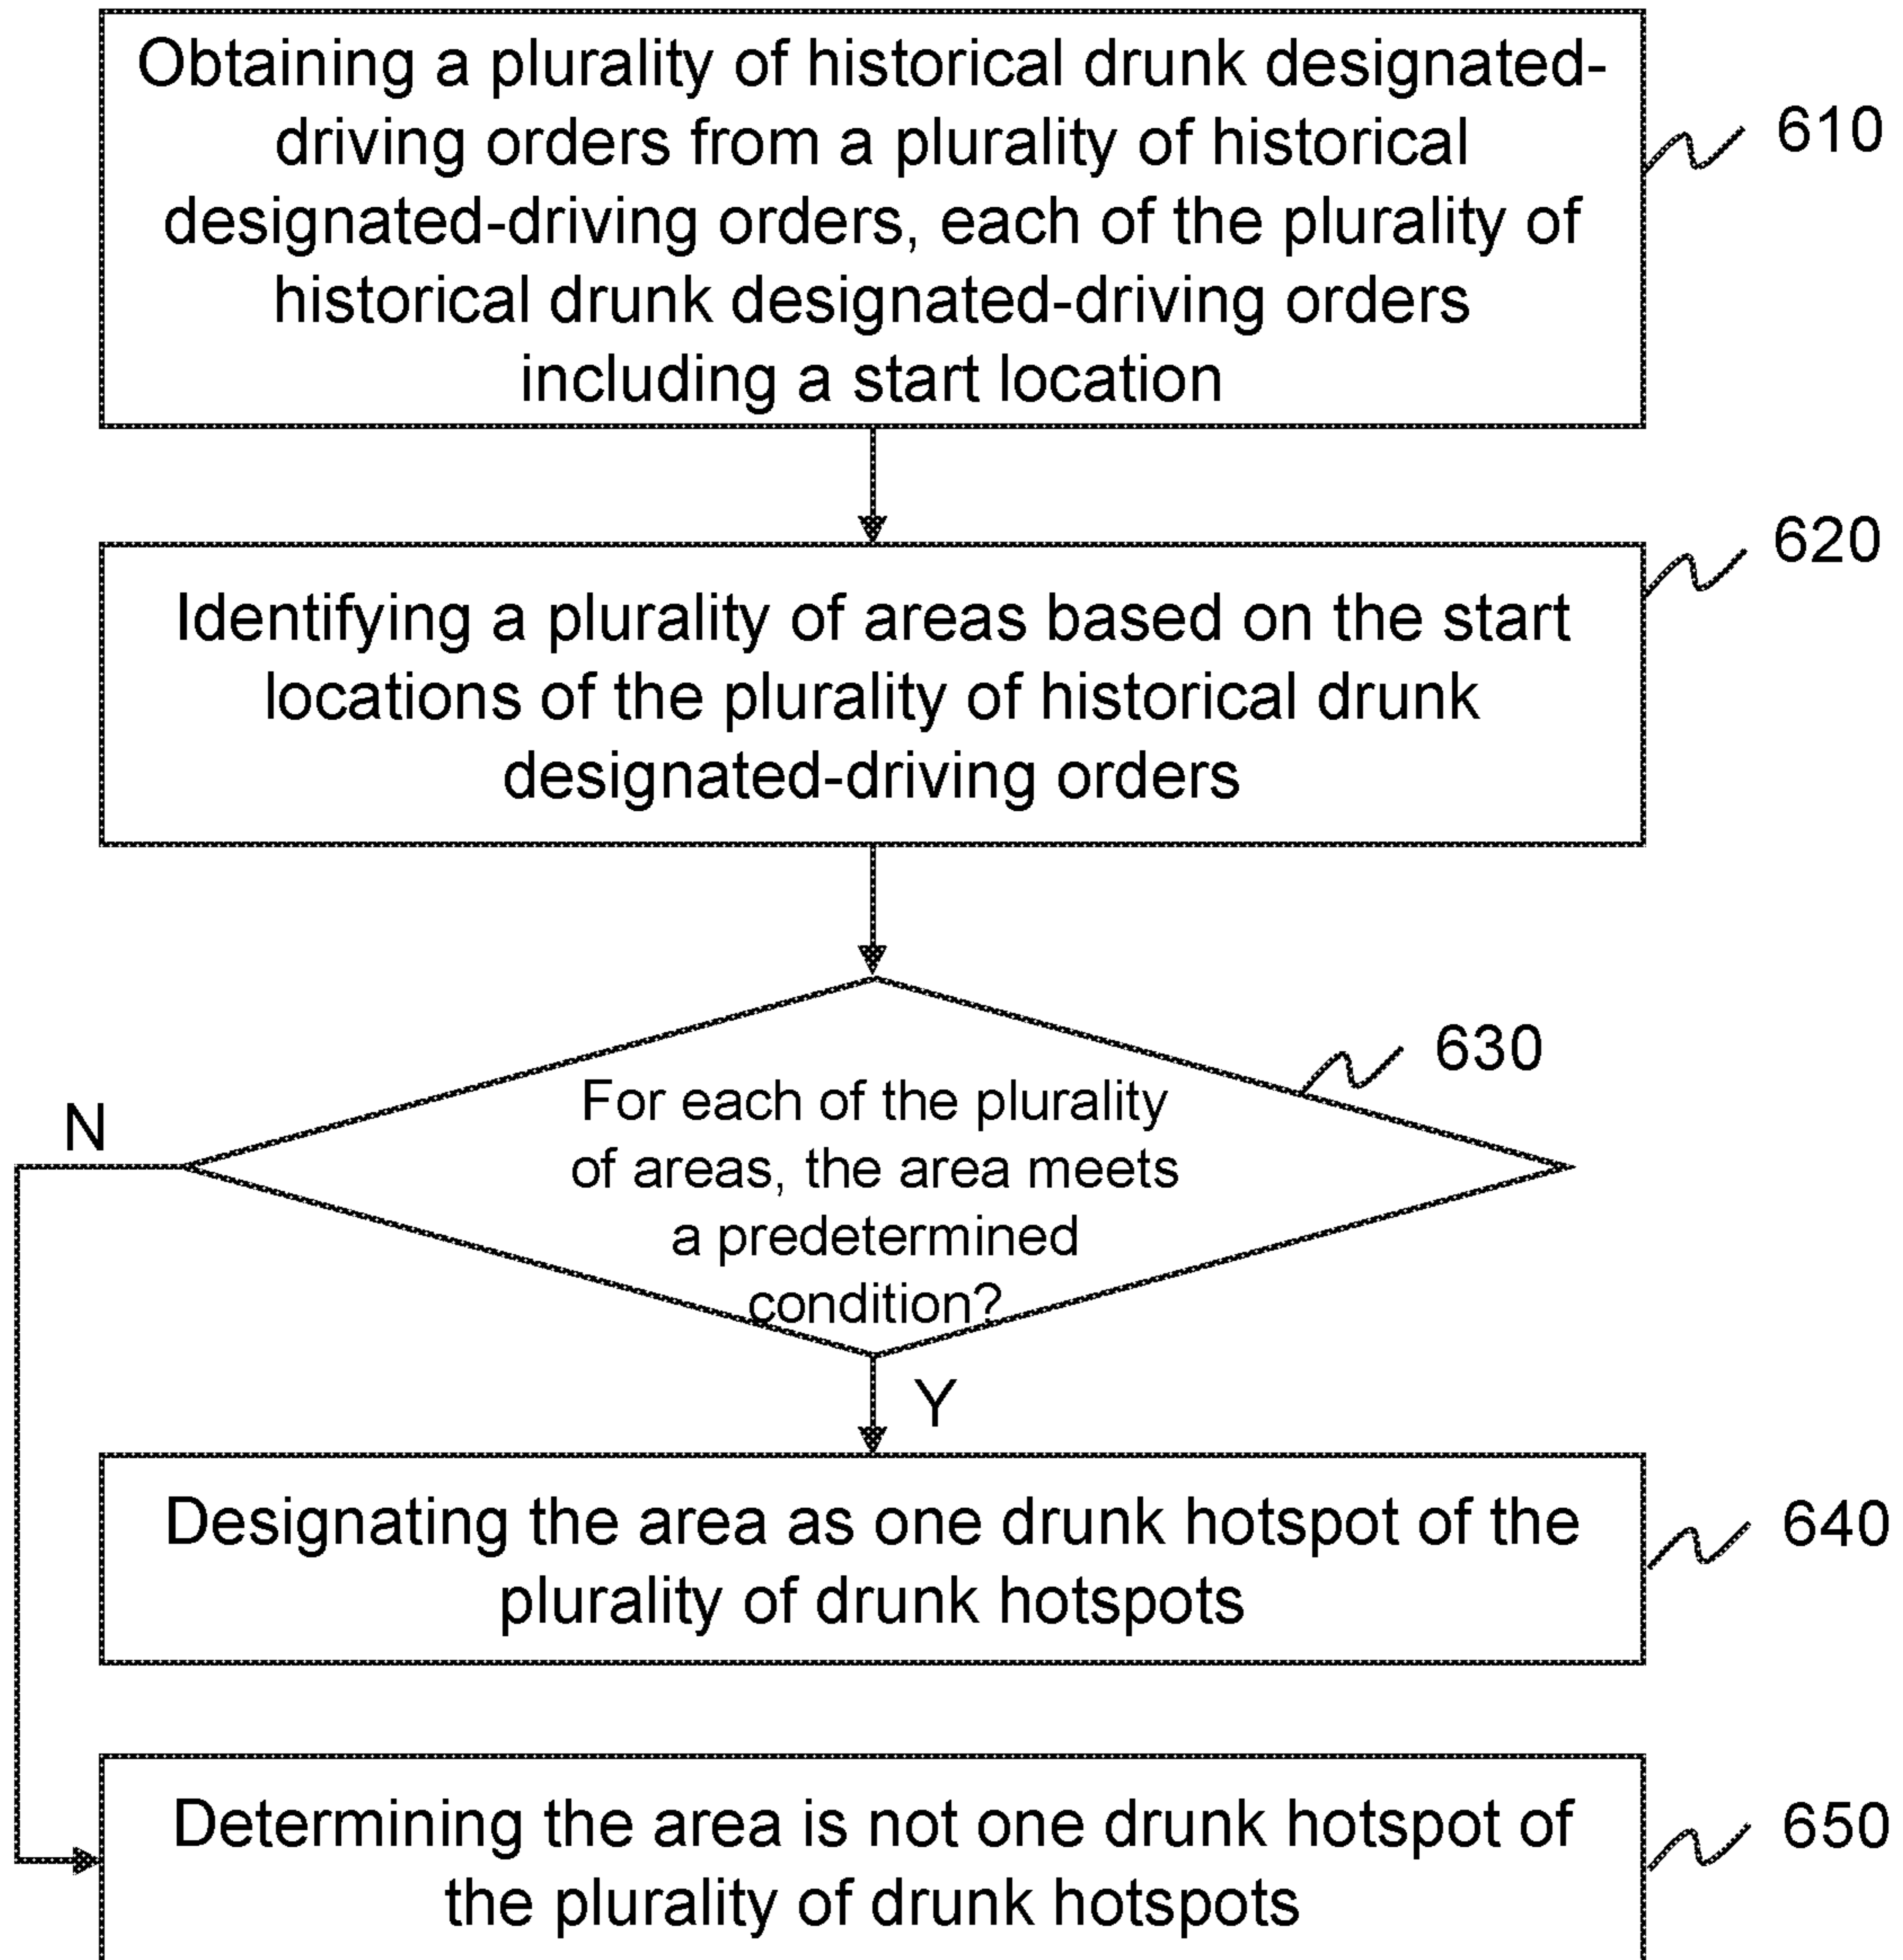 Obtaining a plurality of historical drunk designated-
driving orders from a plurality of historical
designated-driving orders, each of the plurality of
historical drunk designated-driving orders
including a start location
610
620
Identifying a plurality of areas based on the start
locations of the plurality of historical drunk
designated-driving orders
630
For each of the plurality
of areas, the area meets
a predetermined
condition?
N
Y
Designating the area as one drunk hotspot of the
plurality of drunk hotspots
640
Determining the area is not one drunk hotspot of
the plurality of drunk hotspots
650